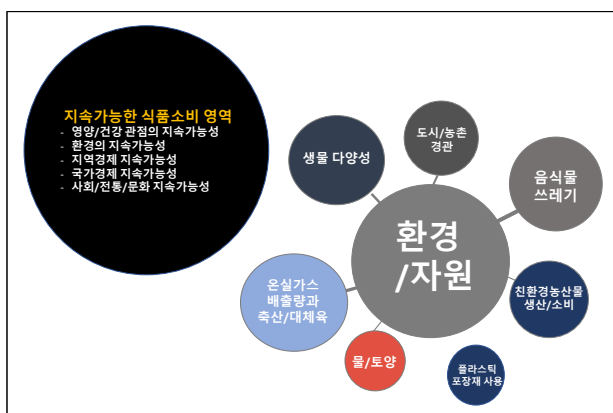 지속가능한 식품소비 영역
- 영양/건강 관점의 지속가능성
- 환경의 지속가능성
- 지역경제 지속가능성
- 국가경제 지속가능성
- 사회/전통/문화 지속가능성
생물 다양성
도시/농촌
경관
음식물
쓰레기
환경
/자원
온실가스
배출량과
축산/대체육
친환경농산물
생산/소비
물/토양
플라스틱
포장재 사용